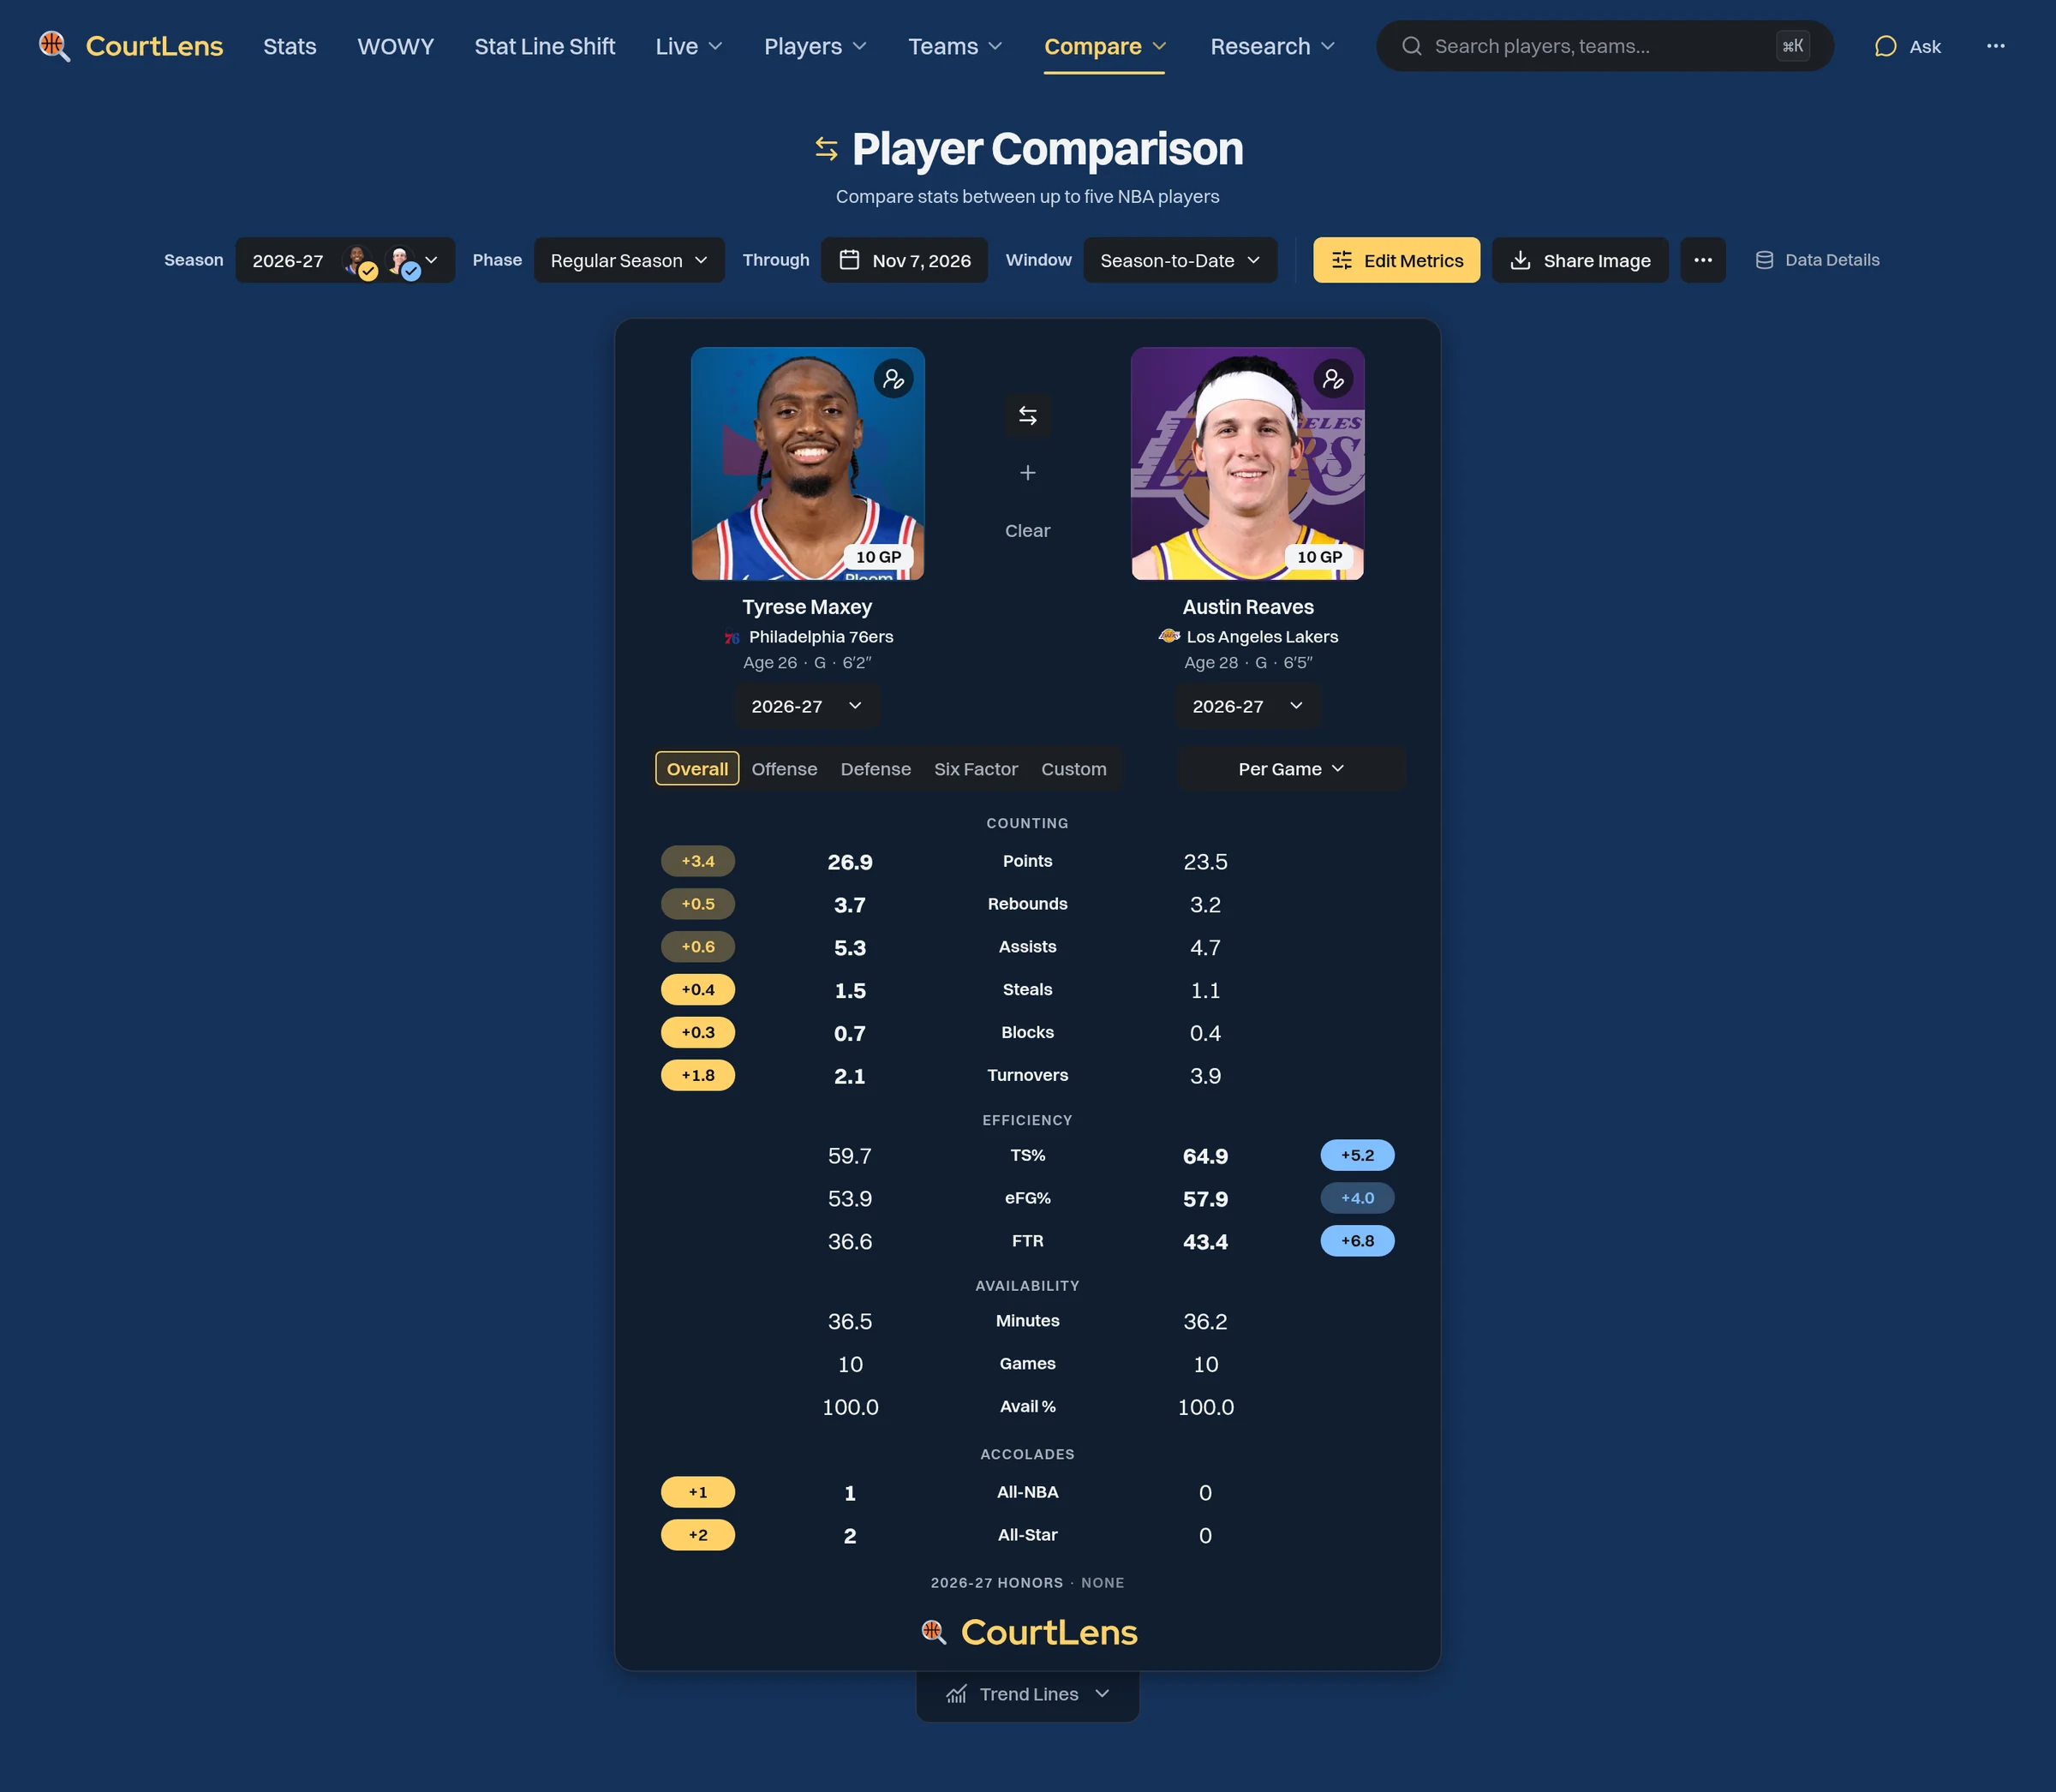 CourtLens Stats WOWY Stat Line Shift Live Players Teams Compare Research Search players, teams... ⌘K Ask
Player Comparison
Compare stats between up to five NBA players
Season 2026-27 Phase Regular Season Through Nov 7, 2026 Window Season-to-Date Edit Metrics Share Image Data Details
ELES
10 GP
Clear
10 GP
Tyrese Maxey Austin Reaves
76 Philadelphia 76ers Los Angeles Lakers
Age 26 · G · 6′2″ Age 28 · G · 6′5″
2026-27 2026-27
Overall Offense Defense Six Factor Custom Per Game
COUNTING
+3.4 26.9 Points 23.5
+0.5 3.7 Rebounds 3.2
+0.6 5.3 Assists 4.7
+0.4 1.5 Steals 1.1
+0.3 0.7 Blocks 0.4
+1.8 2.1 Turnovers 3.9
EFFICIENCY
59.7 TS% 64.9 +5.2
53.9 eFG% 57.9 +4.0
36.6 FTR 43.4 +6.8
AVAILABILITY
36.5 Minutes 36.2
10 Games 10
100.0 Avail % 100.0
ACCOLADES
+1 1 All-NBA 0
+2 2 All-Star 0
2026-27 HONORS · NONE
CourtLens
Trend Lines